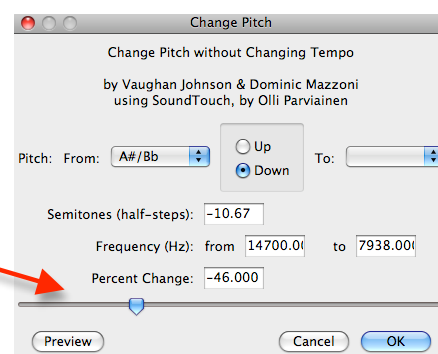 Change Pitch
Change Pitch without Changing Tempo
by Vaughan Johnson & Dominic Mazzoni
using SoundTouch, by Olli Parviainen
Up
Pitch: From: A#/Bb To:
Down
Semitones (half-steps): -10.67
Frequency (Hz): from 14700.0 to 7938.00
Percent Change: -46.000
Preview Cancel OK